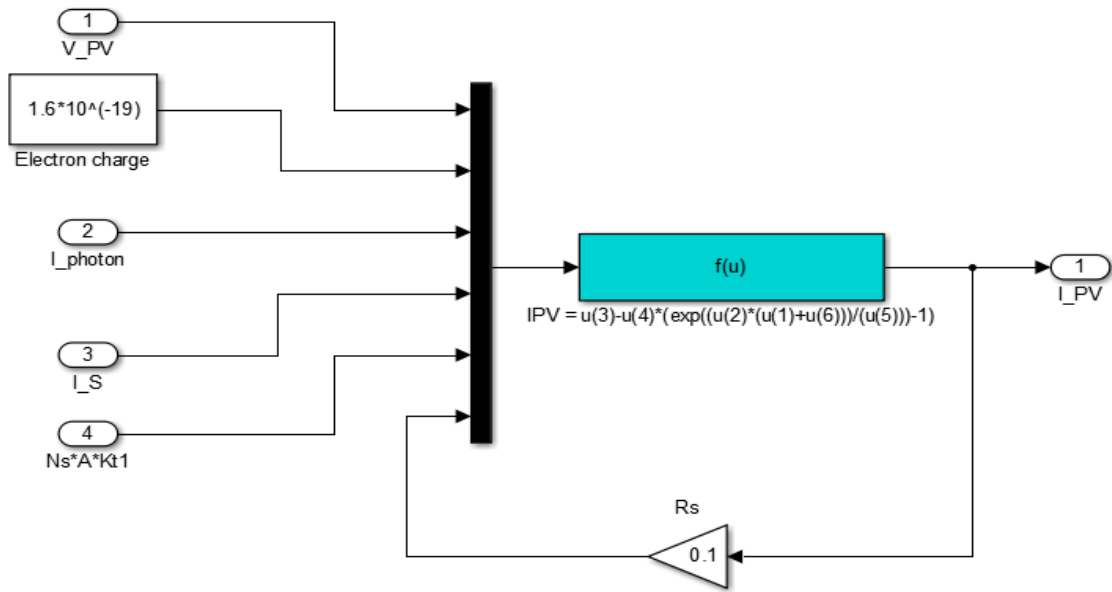 1
V_PV
1.6*10^(-19)
Electron charge
2
I_photon
f(u)
1
I_PV
IPV = u(3)-u(4)*(exp((u(2)*(u(1)+u(6)))/(u(5)))-1)
3
I_S
4
Ns*A*Kt1
Rs
0.1